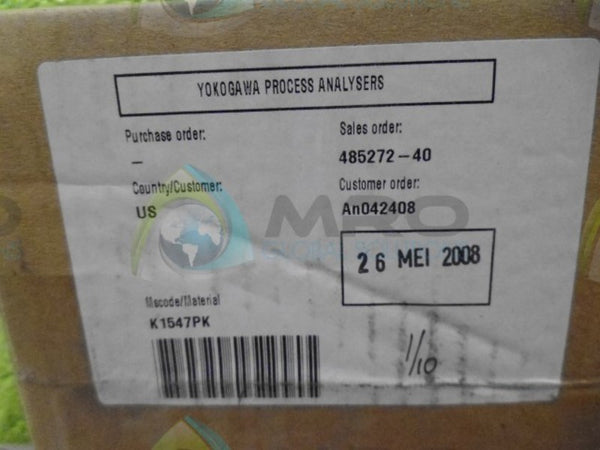 YOKOGAWA PROCESS ANALYSERS
Purchase order:
–
Sales order:
485272-40
Country/Customer:
US
Customer order:
An042408
26 MEI 2008
Mscode/Material
K1547PK
1/10
MRO